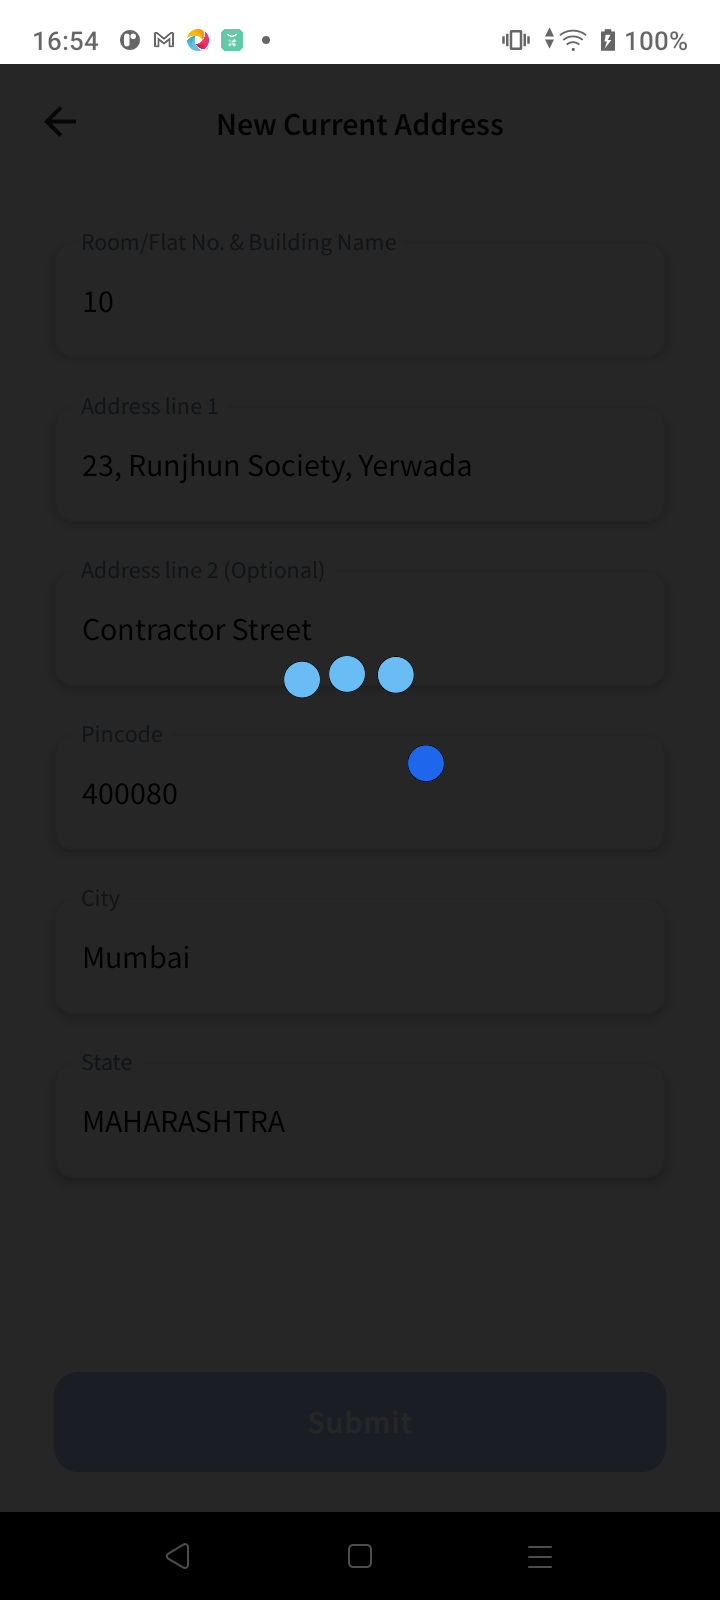 16:54
100%
New Current Address
Room/Flat No. & Building Name
10
Address line 1
23, Runjhun Society, Yerwada
Address line 2 (Optional)
Contractor Street
Pincode
400080
City
Mumbai
State
MAHARASHTRA
Submit